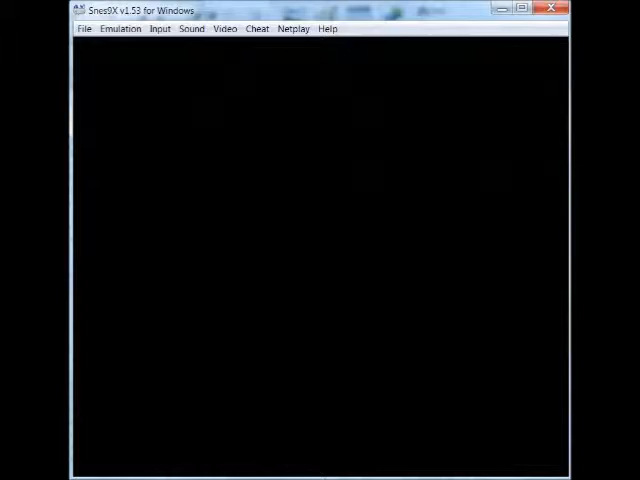 Snes9X v1.53 for Windows
File Emulation Input Sound Video Cheat Netplay Help